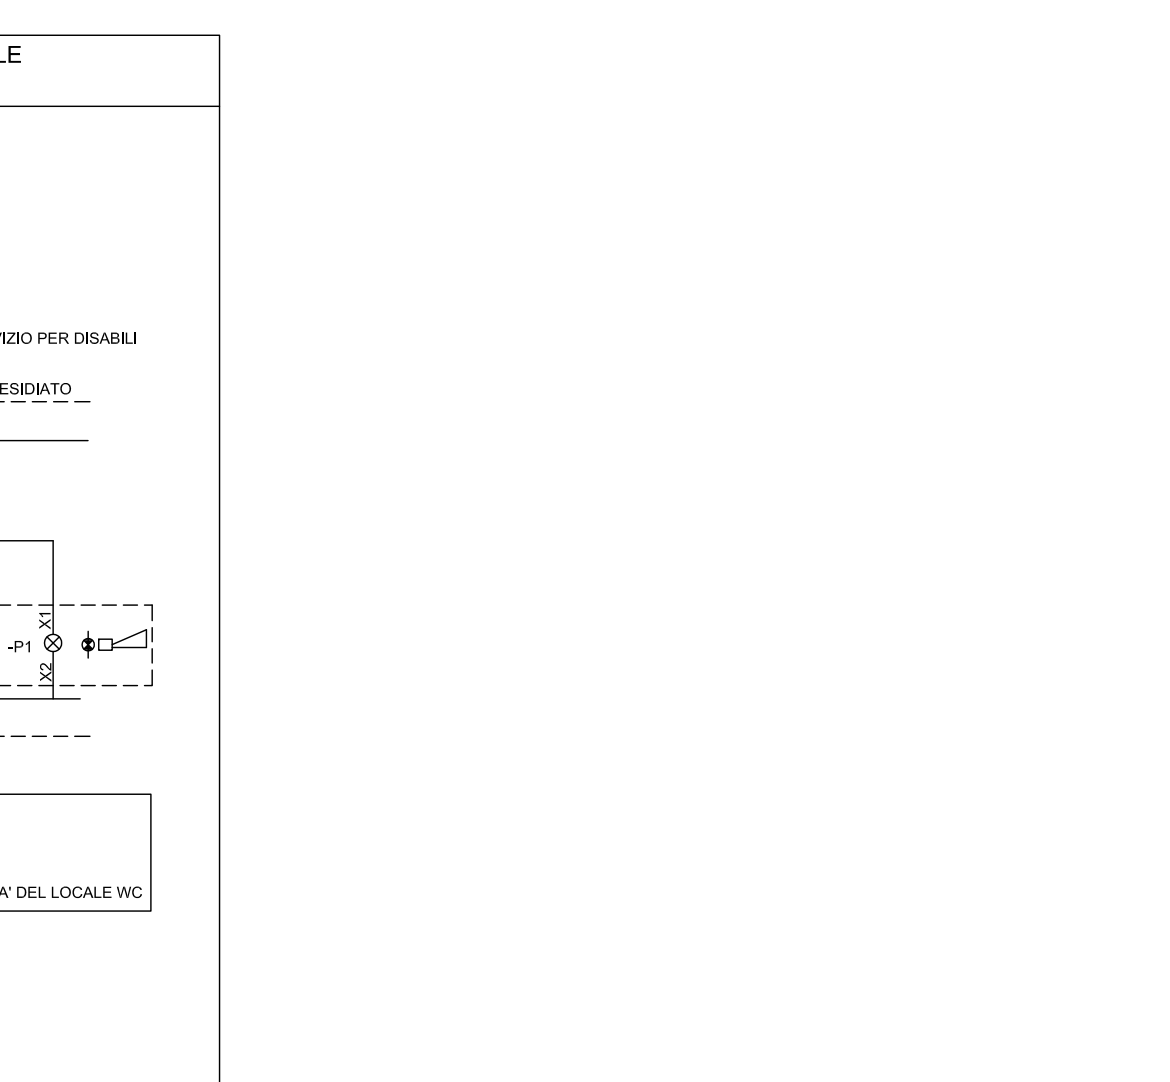 LE
VIZIO PER DISABILI
ESIDIATO
X1
-P1
X2
A' DEL LOCALE WC